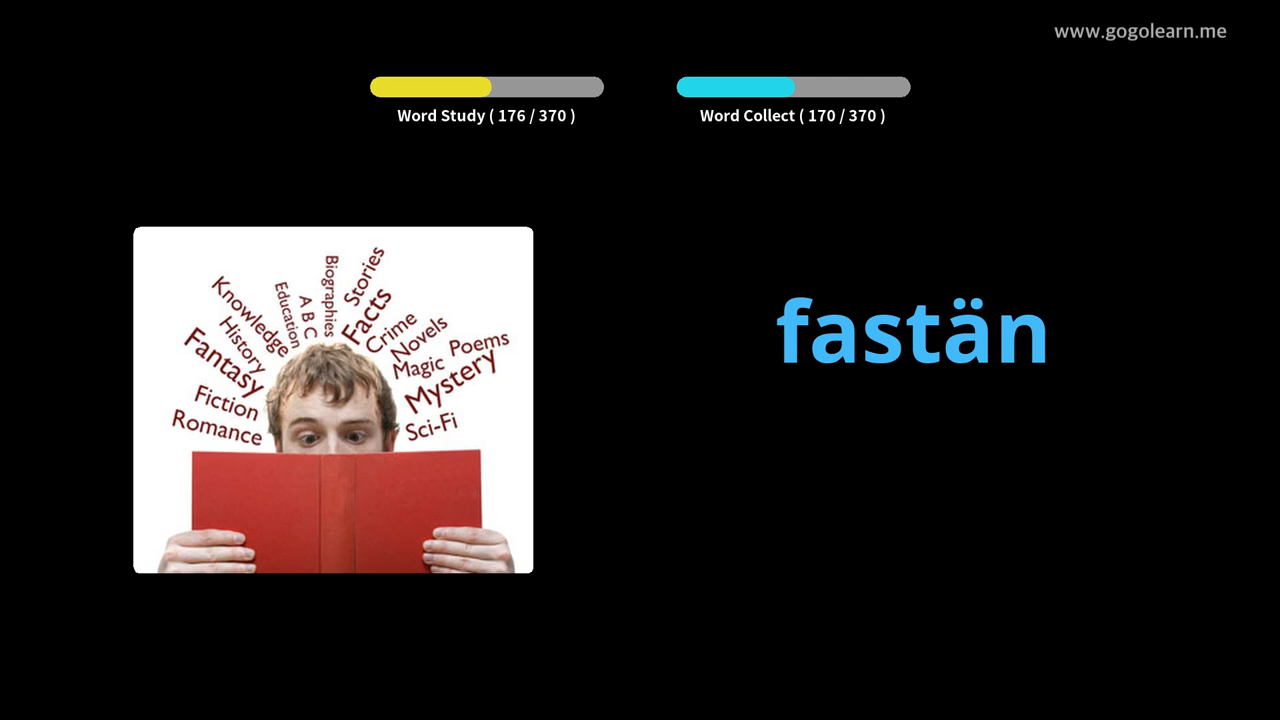 www.gogolearn.me
Word Study ( 176 / 370 )
Word Collect ( 170 / 370 )
fastän
Biographies
Stories
Education
A B C
Facts
Knowledge
History
Crime
Novels
Fantasy
Magic
Poems
Mystery
Fiction
Romance
Sci-Fi